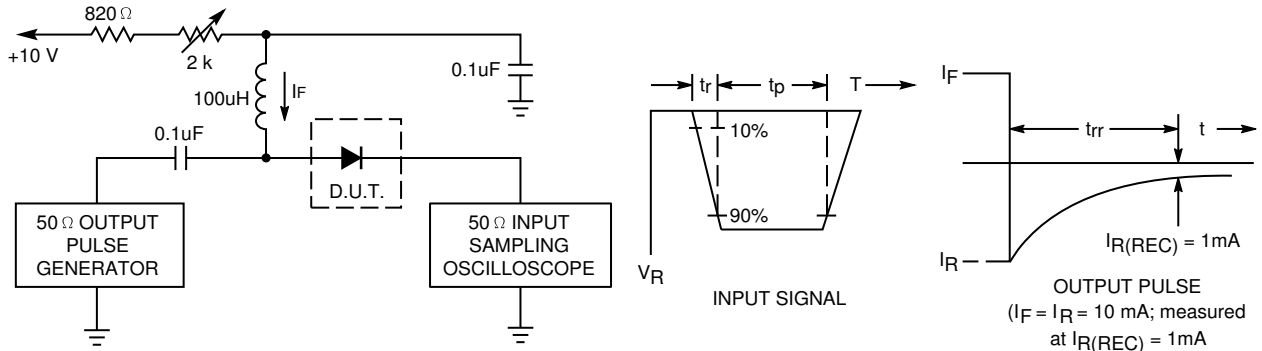 820 Ω
+10 V
2 k
100uH
IF
0.1uF
0.1uF
D.U.T.
50 Ω OUTPUT
PULSE
GENERATOR
50 Ω INPUT
SAMPLING
OSCILLOSCOPE
tr
tp
T
10%
90%
VR
INPUT SIGNAL
IF
trr
t
IR
IR(REC) = 1mA
OUTPUT PULSE
(IF = IR = 10 mA; measured
at IR(REC) = 1mA